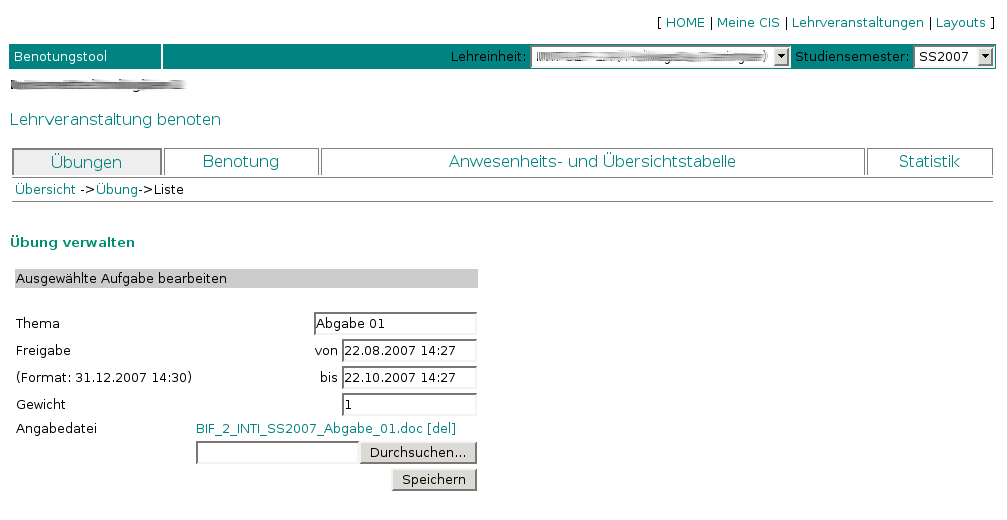 [ HOME | Meine CIS | Lehrveranstaltungen | Layouts ]
Benotungstool Lehreinheit: Studiensemester: SS2007
Lehrveranstaltung benoten
Übungen Benotung Anwesenheits- und Übersichtstabelle Statistik
Übersicht ->Übung->Liste
Übung verwalten
Ausgewählte Aufgabe bearbeiten
Thema Abgabe 01
Freigabe von 22.08.2007 14:27
(Format: 31.12.2007 14:30) bis 22.10.2007 14:27
Gewicht 1
Angabedatei BIF_2_INTI_SS2007_Abgabe_01.doc [del]
Durchsuchen...
Speichern